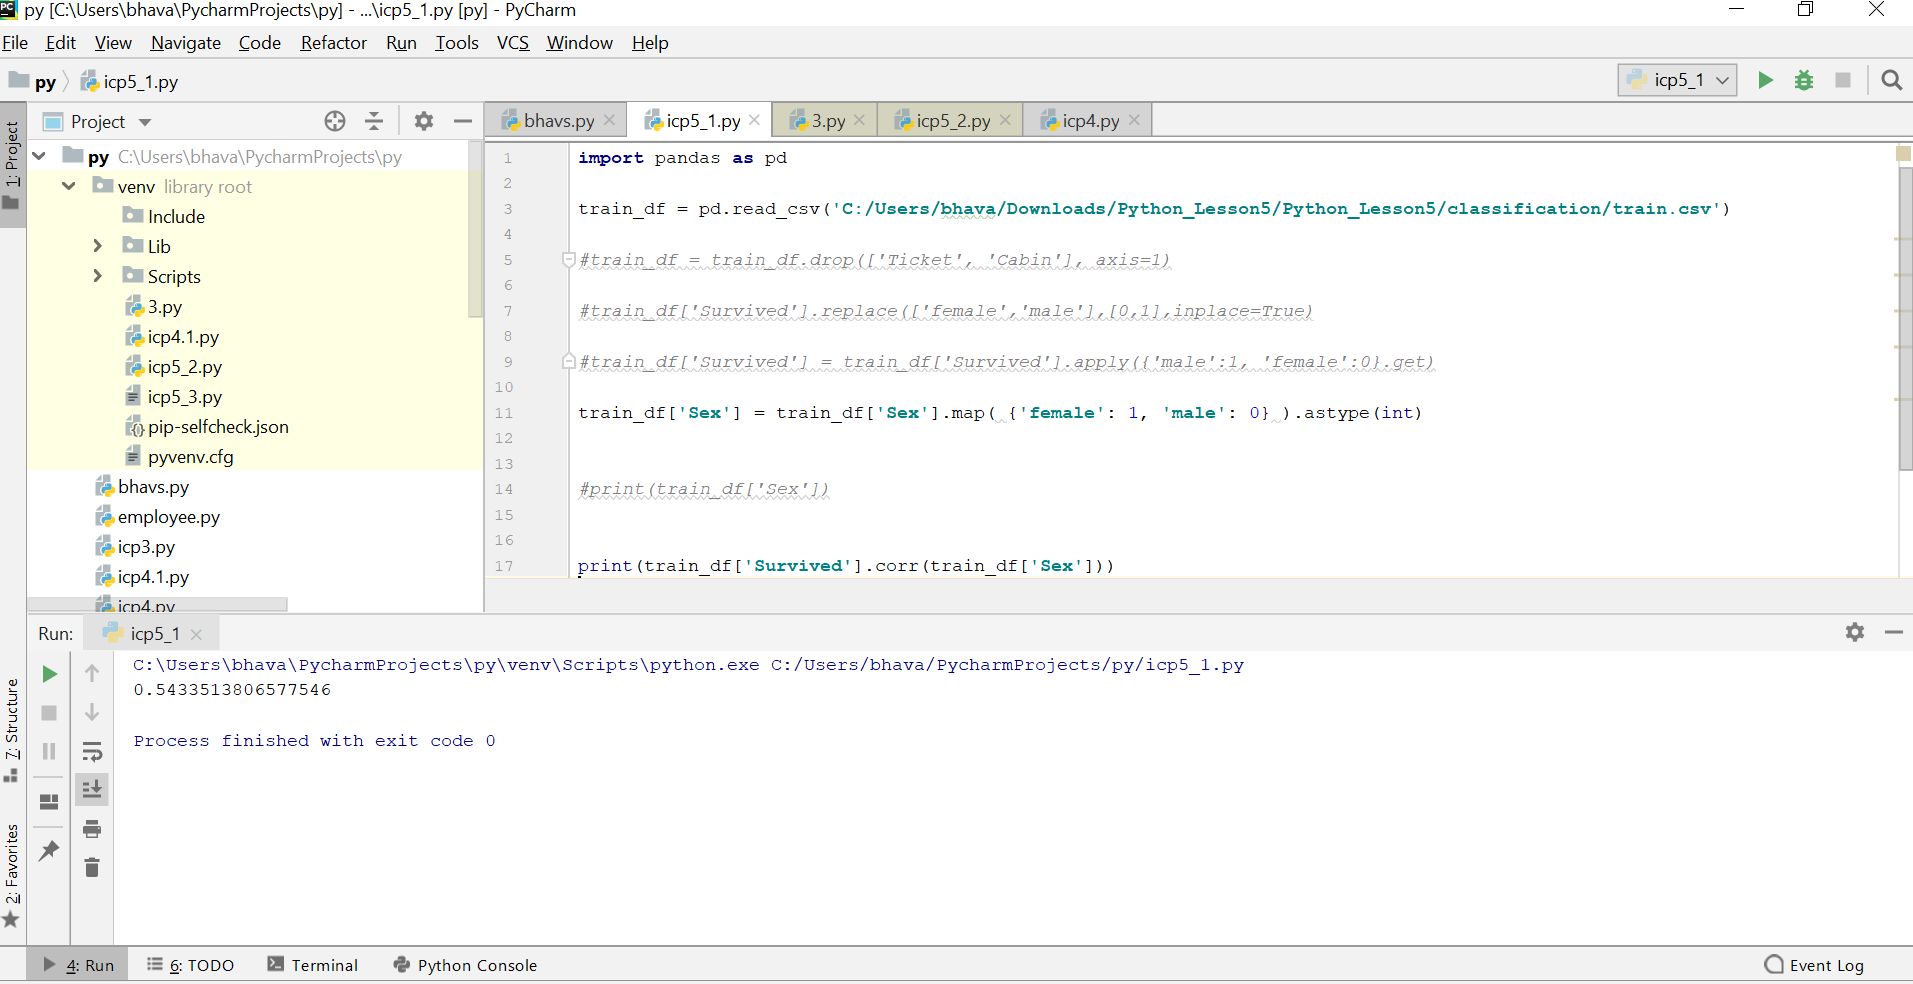 py [C:\Users\bhava\PycharmProjects\py] - ...\icp5_1.py [py] - PyCharm
File Edit View Navigate Code Refactor Run Tools VCS Window Help
py icp5_1.py
icp5_1
1: Project
Project
py C:\Users\bhava\PycharmProjects\py
venv library root
Include
Lib
Scripts
3.py
icp4.1.py
icp5_2.py
icp5_3.py
pip-selfcheck.json
pyvenv.cfg
bhavs.py
employee.py
icp3.py
icp4.1.py
icp4.py
bhavs.py icp5_1.py 3.py icp5_2.py icp4.py
1 import pandas as pd
2
3 train_df = pd.read_csv('C:/Users/bhava/Downloads/Python_Lesson5/Python_Lesson5/classification/train.csv')
4
5 #train_df = train_df.drop(['Ticket', 'Cabin'], axis=1)
6
7 #train_df['Survived'].replace(['female','male'],[0,1],inplace=True)
8
9 #train_df['Survived'] = train_df['Survived'].apply({'male':1, 'female':0}.get)
10
11 train_df['Sex'] = train_df['Sex'].map( {'female': 1, 'male': 0} ).astype(int)
12
13
14 #print(train_df['Sex'])
15
16
17 print(train_df['Survived'].corr(train_df['Sex']))
Run: icp5_1
C:\Users\bhava\PycharmProjects\py\venv\Scripts\python.exe C:/Users/bhava/PycharmProjects/py/icp5_1.py
0.5433513806577546
Process finished with exit code 0
7: Structure
2: Favorites
4: Run 6: TODO Terminal Python Console Event Log